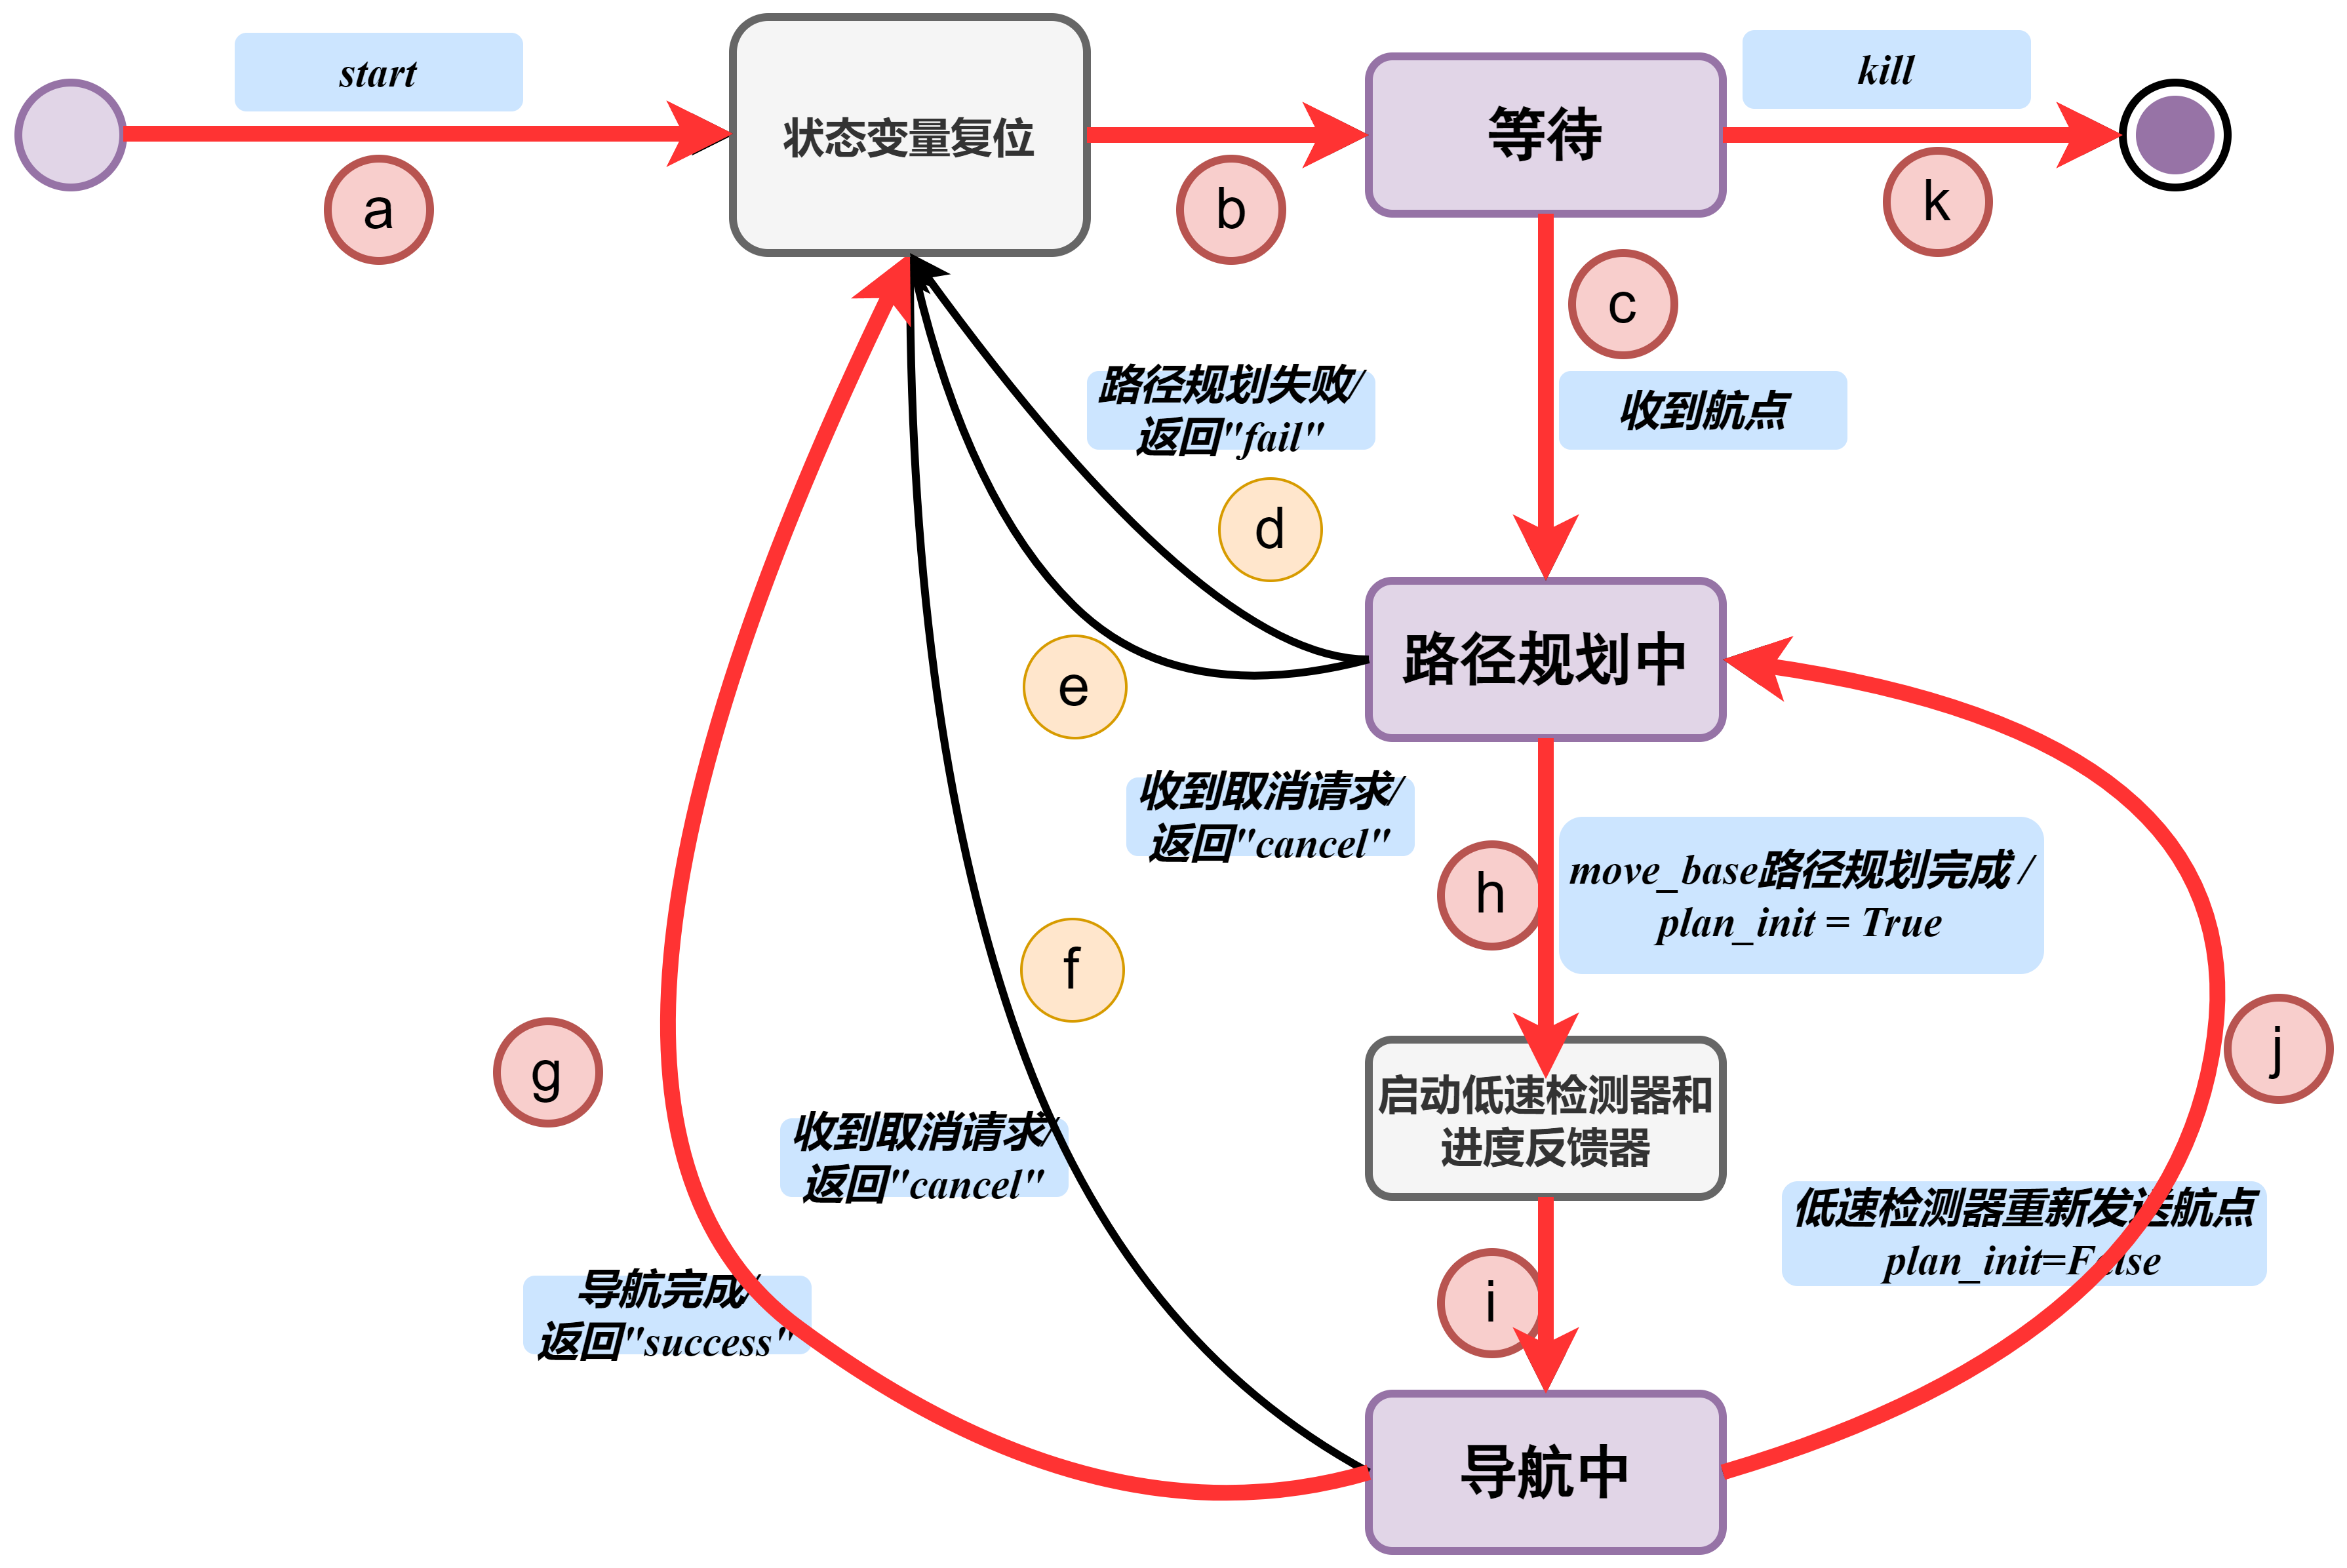 start
a
状态变量复位
b
等待
kill
k
c
收到航点
路径规划失败/
返回"fail"
d
路径规划中
e
收到取消请求/
返回"cancel"
h
move_base路径规划完成 /
plan_init = True
f
g
j
启动低速检测器和
进度反馈器
收到取消请求/
返回"cancel"
低速检测器重新发送航点
plan_init=False
导航完成/
返回"success"
i
导航中